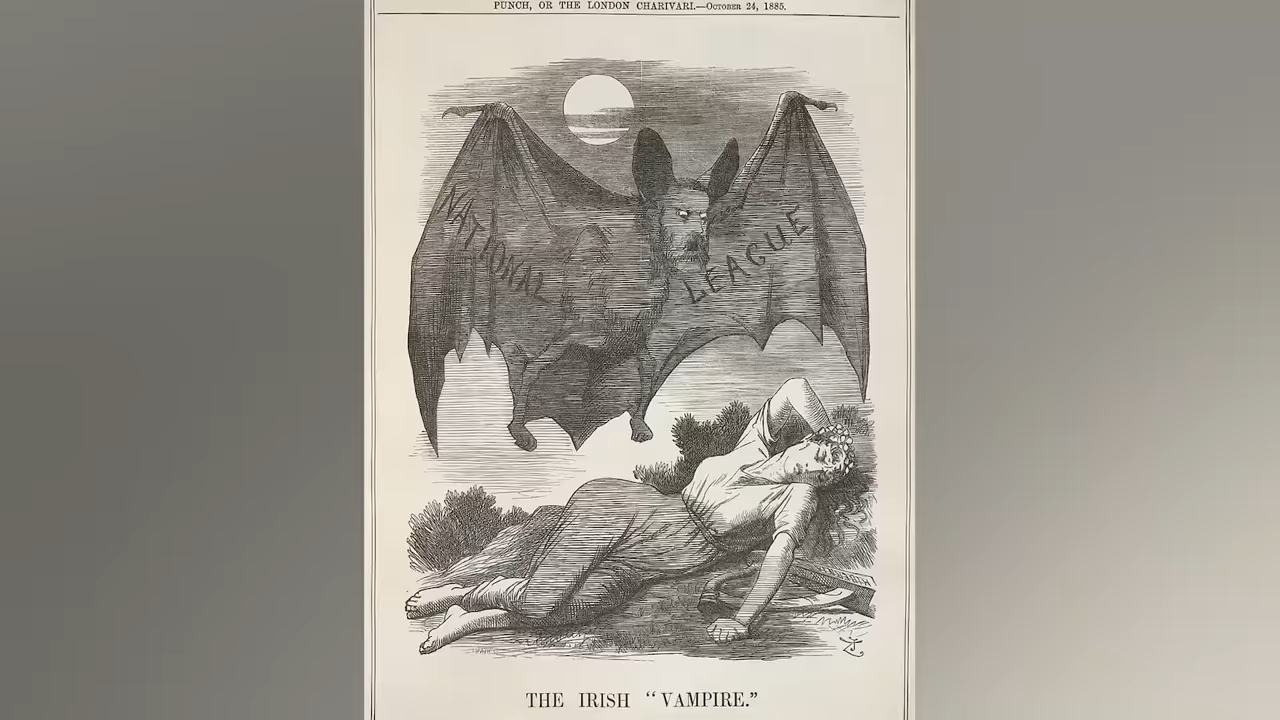 PUNCH, OR THE LONDON CHARIVARI.—OCTOBER 24, 1885.
NATIONAL
LEAGUE
THE IRISH “VAMPIRE.”